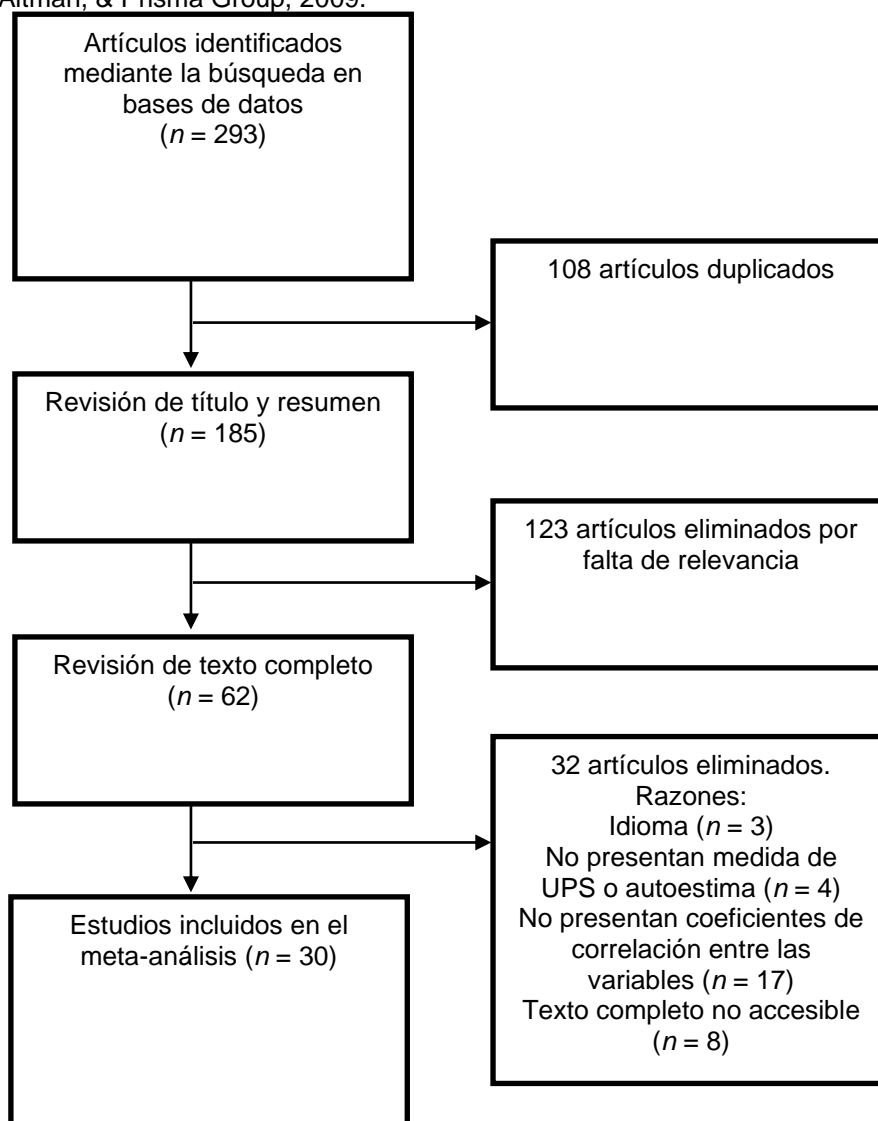 Altman, & Prisma Group, 2009.
Artículos identificados
mediante la búsqueda en
bases de datos
(n = 293)
108 artículos duplicados
Revisión de título y resumen
(n = 185)
123 artículos eliminados por
falta de relevancia
Revisión de texto completo
(n = 62)
32 artículos eliminados.
Razones:
Idioma (n = 3)
No presentan medida de
UPS o autoestima (n = 4)
No presentan coeficientes de
correlación entre las
variables (n = 17)
Texto completo no accesible
(n = 8)
Estudios incluidos en el
meta-análisis (n = 30)